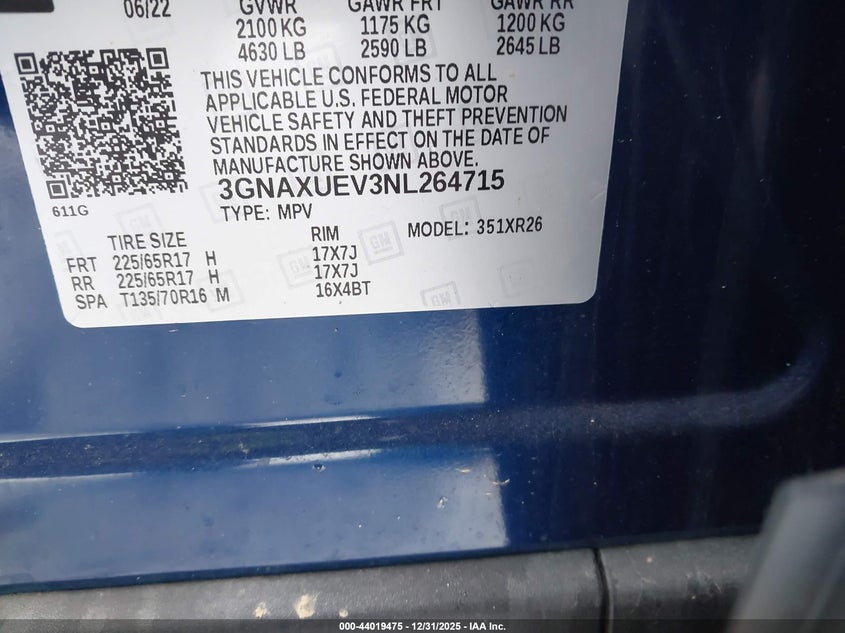 06/22 GVWR GAWR FRT GAWR RR
2100 KG 1175 KG 1200 KG
4630 LB 2590 LB 2645 LB
THIS VEHICLE CONFORMS TO ALL
APPLICABLE U.S. FEDERAL MOTOR
VEHICLE SAFETY AND THEFT PREVENTION
STANDARDS IN EFFECT ON THE DATE OF
MANUFACTURE SHOWN ABOVE.
3GNAXUEV3NL264715
611G
TYPE: MPV MODEL: 351XR26
TIRE SIZE RIM
FRT 225/65R17 H 17X7J
RR 225/65R17 H 17X7J
SPA T135/70R16 M 16X4BT
GM
000-44019475 - 12/31/2025 - IAA Inc.